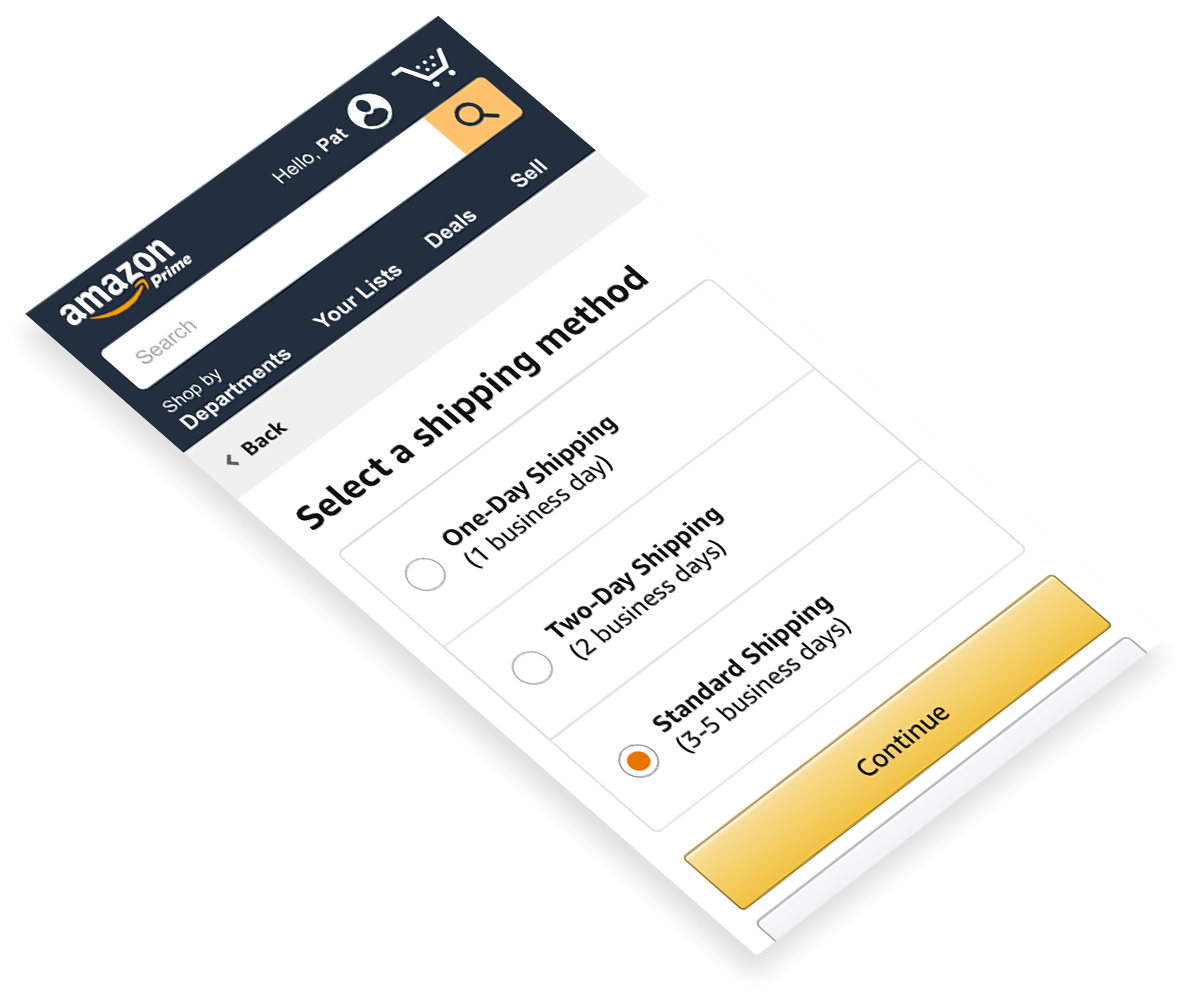 Hello, Pat
amazon
Prime
Search
Shop by
Departments
Your Lists
Deals
Sell
Back
Select a shipping method
One-Day Shipping
(1 business day)
Two-Day Shipping
(2 business days)
Standard Shipping
(3-5 business days)
Continue